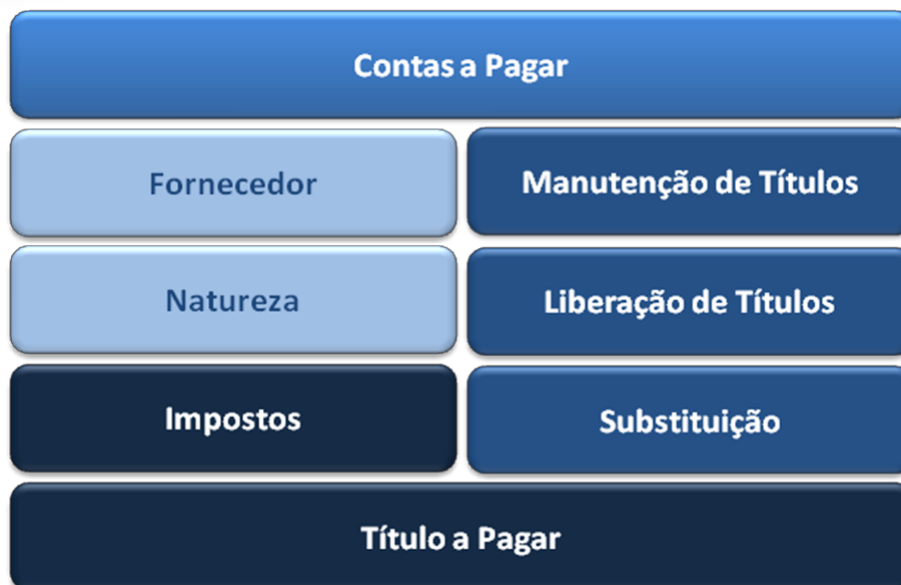 Contas a Pagar
Fornecedor
Manutenção de Títulos
Natureza
Liberação de Títulos
Impostos
Substituição
Título a Pagar